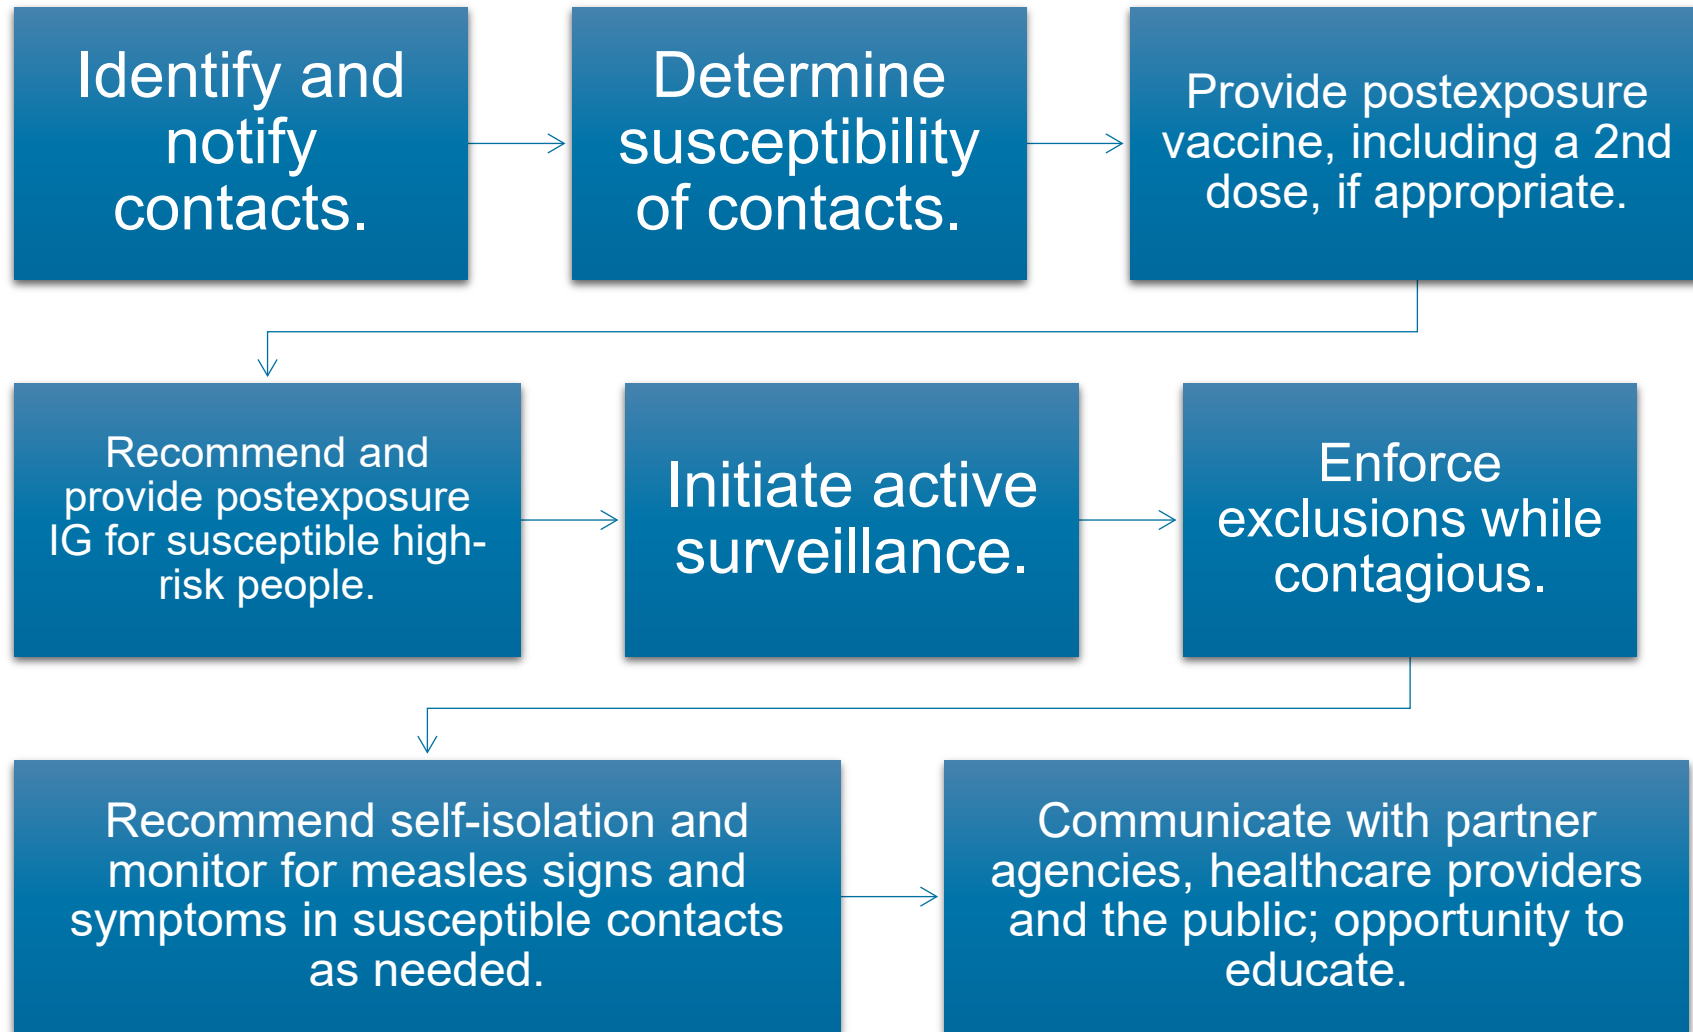 Identify and
notify
contacts.
Determine
susceptibility
of contacts.
Provide postexposure
vaccine, including a 2nd
dose, if appropriate.
Recommend and
provide postexposure
IG for susceptible high-
risk people.
Initiate active
surveillance.
Enforce
exclusions while
contagious.
Recommend self-isolation and
monitor for measles signs and
symptoms in susceptible contacts
as needed.
Communicate with partner
agencies, healthcare providers
and the public; opportunity to
educate.